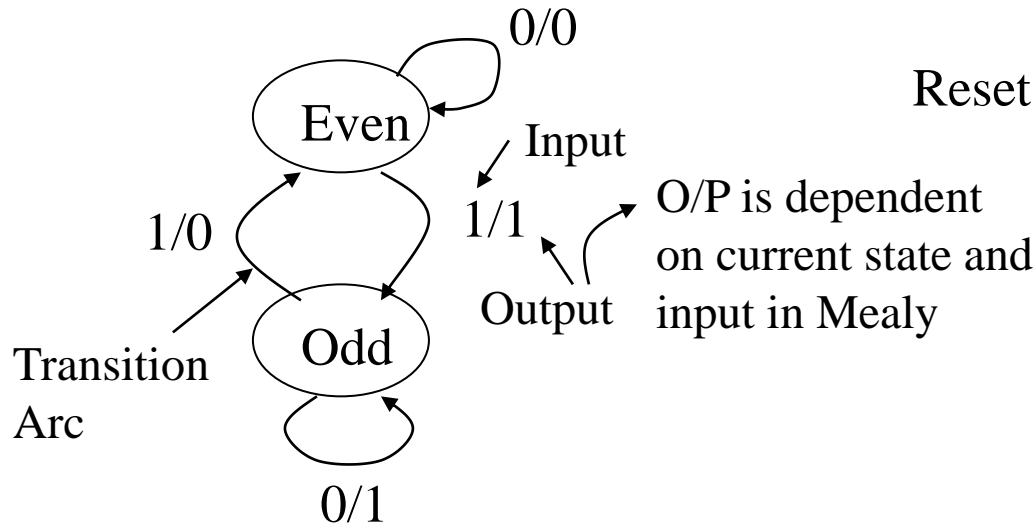 0/0
Reset
Even
Input
1/0
1/1
O/P is dependent
on current state and
input in Mealy
Output
Odd
Transition
Arc
0/1